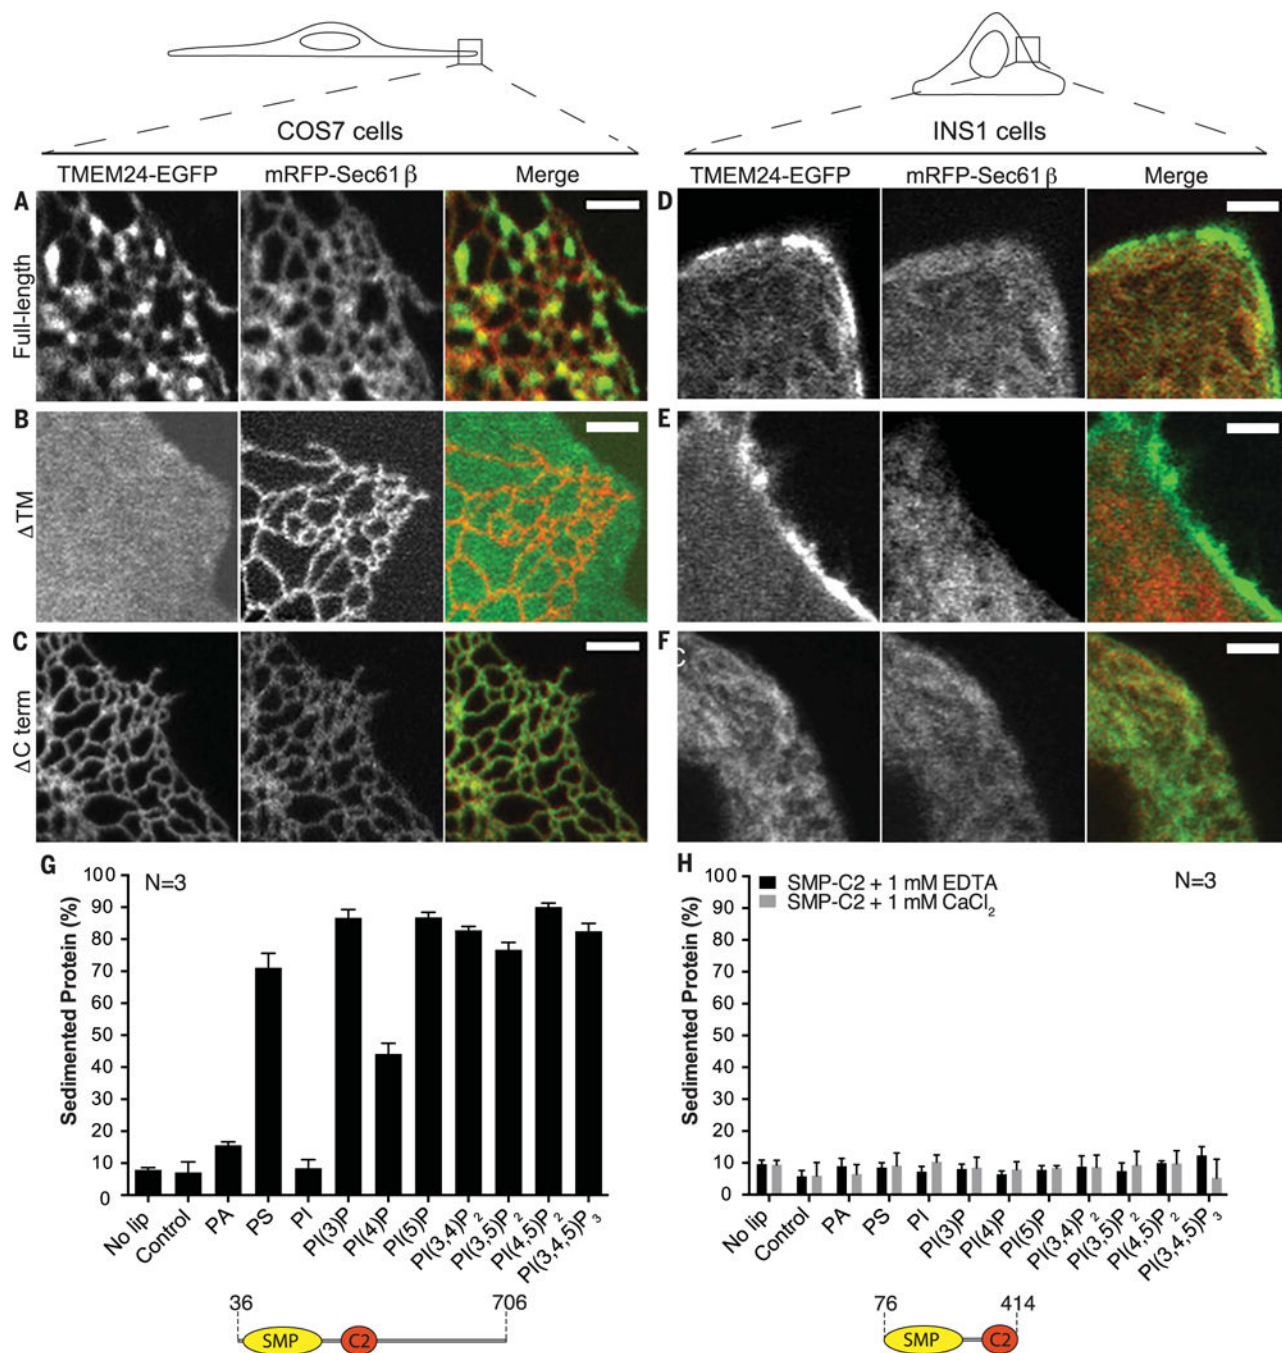 COS7 cells
TMEM24-EGFP mRFP-Sec61β Merge
INS1 cells
TMEM24-EGFP mRFP-Sec61β Merge
A
Full-length
B
ΔTM
C
ΔC term
D
E
F
C
G
N=3
Sedimented Protein (%)
100
90
80
70
60
50
40
30
20
10
0
No lip
Control
PA
PS
PI
PI(3)P
PI(4)P
PI(5)P
PI(3,4)P2
PI(3,5)P2
PI(4,5)P2
PI(3,4,5)P3
36 706
SMP C2
H
SMP-C2 + 1 mM EDTA
SMP-C2 + 1 mM CaCl2
N=3
Sedimented Protein (%)
100
90
80
70
60
50
40
30
20
10
0
No lip
Control
PA
PS
PI
PI(3)P
PI(4)P
PI(5)P
PI(3,4)P2
PI(3,5)P2
PI(4,5)P2
PI(3,4,5)P3
76 414
SMP C2